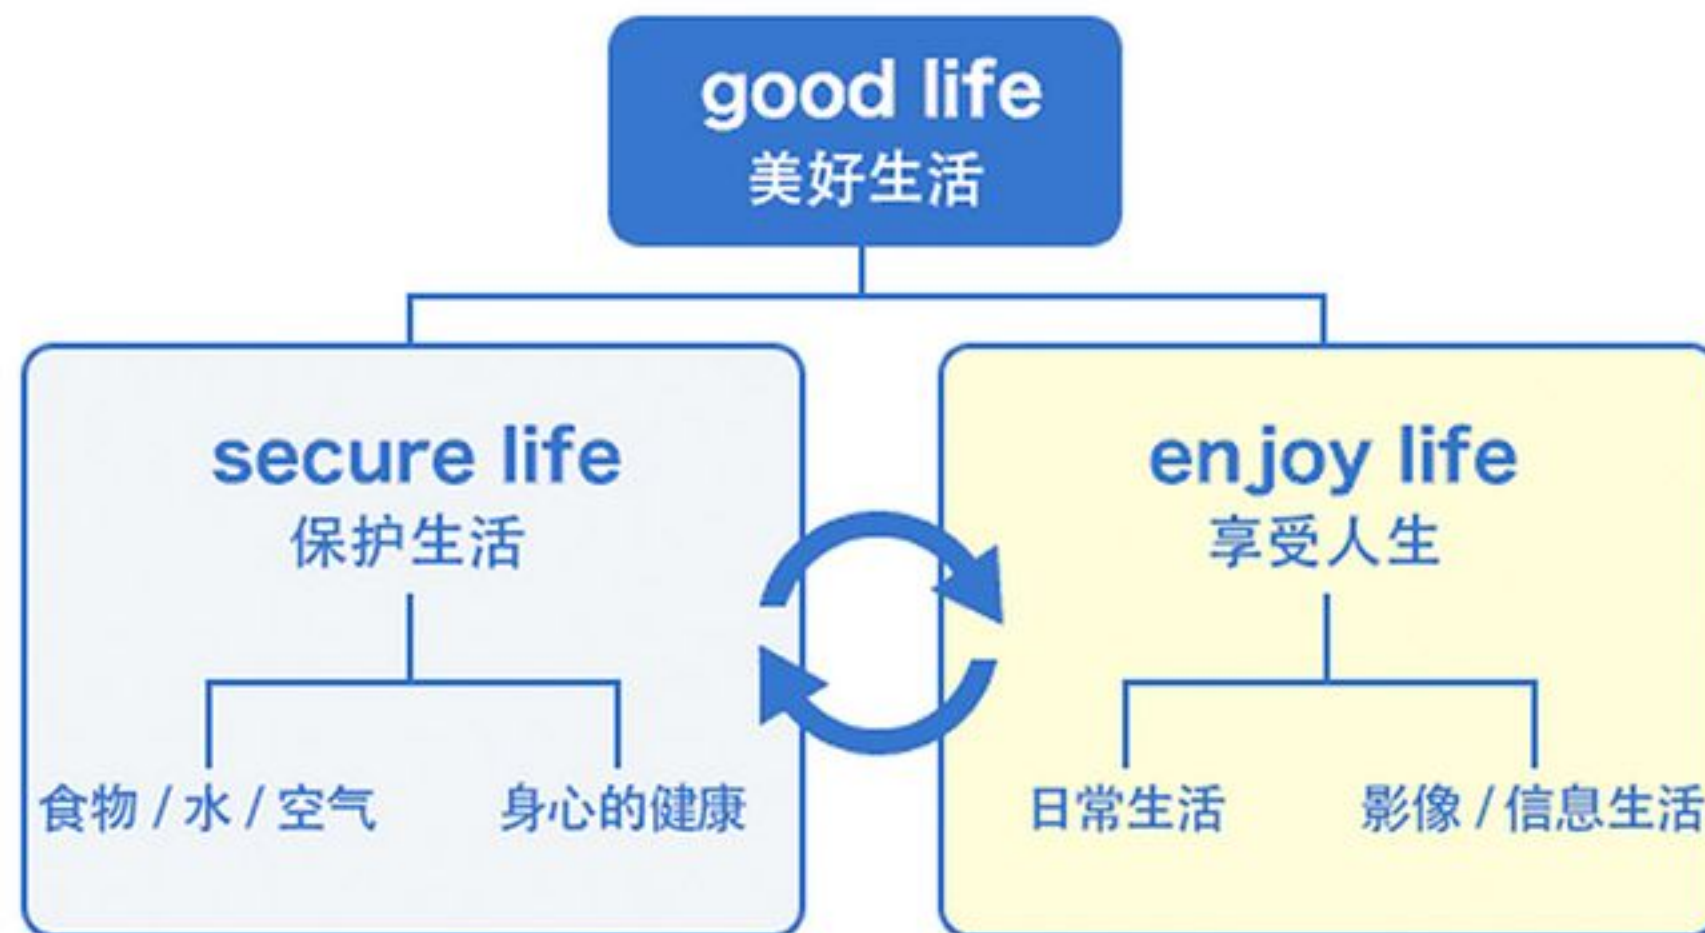 good life
美好生活
secure life
保护生活
食物 / 水 / 空气
身心的健康
enjoy life
享受人生
日常生活
影像 / 信息生活